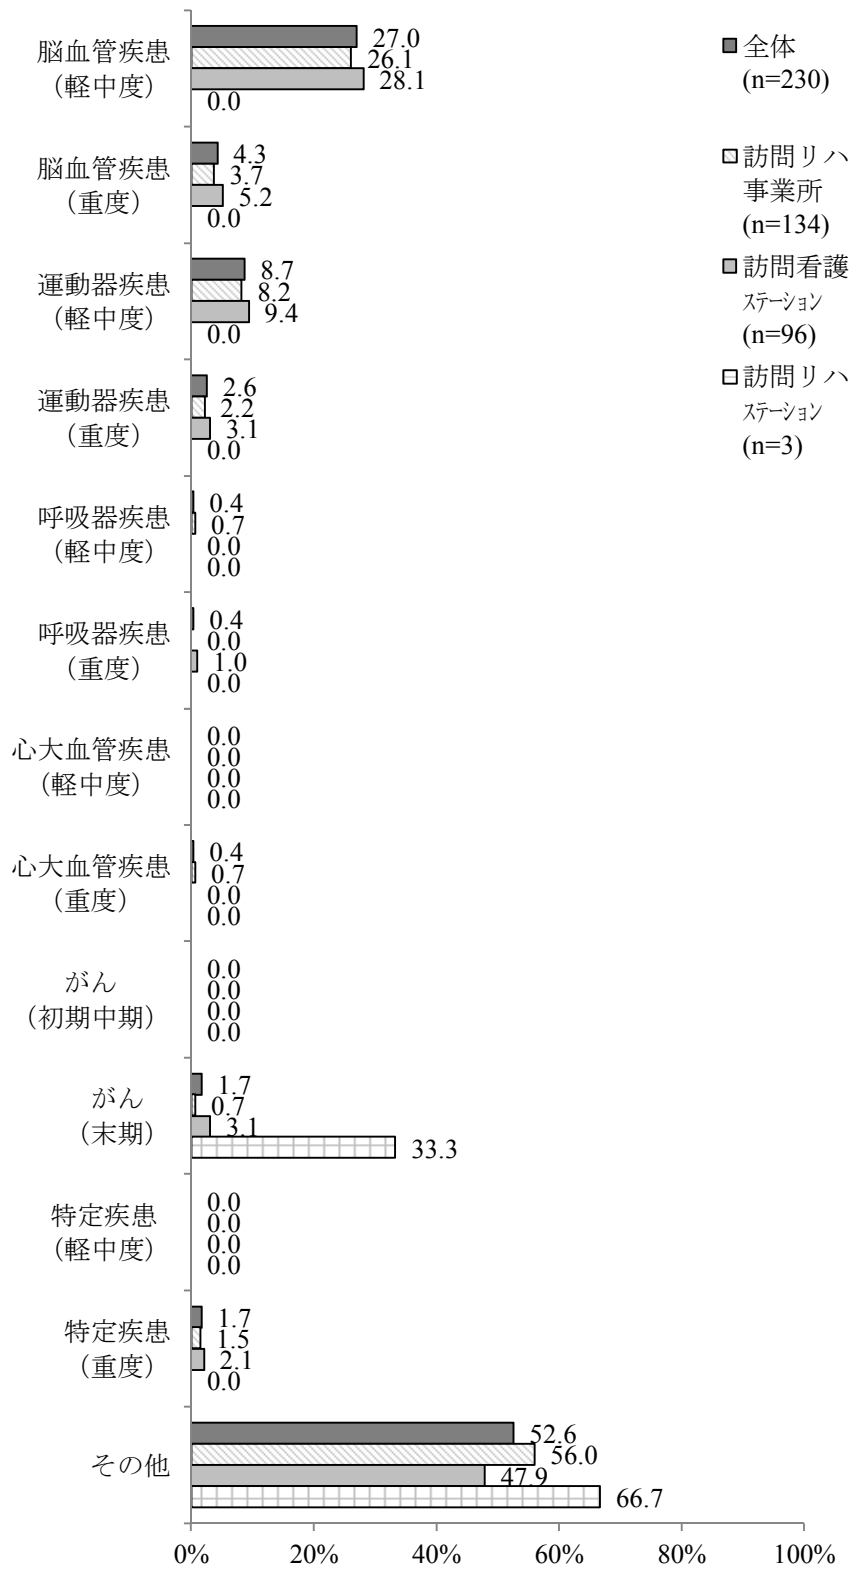 脳血管疾患
（軽中度）
27.0
26.1
28.1
0.0
脳血管疾患
（重度）
4.3
3.7
5.2
0.0
運動器疾患
（軽中度）
8.7
8.2
9.4
0.0
運動器疾患
（重度）
2.6
2.2
3.1
0.0
呼吸器疾患
（軽中度）
0.4
0.7
0.0
0.0
呼吸器疾患
（重度）
0.4
0.0
1.0
0.0
心大血管疾患
（軽中度）
0.0
0.0
0.0
0.0
心大血管疾患
（重度）
0.4
0.7
0.0
0.0
がん
（初期中期）
0.0
0.0
0.0
0.0
がん
（末期）
1.7
0.7
3.1
33.3
特定疾患
（軽中度）
0.0
0.0
0.0
0.0
特定疾患
（重度）
1.7
1.5
2.1
0.0
その他
52.6
56.0
47.9
66.7
0% 20% 40% 60% 80% 100%
全体
(n=230)
訪問リハ
事業所
(n=134)
訪問看護
ｽﾃｰｼｮﾝ
(n=96)
訪問リハ
ｽﾃｰｼｮﾝ
(n=3)